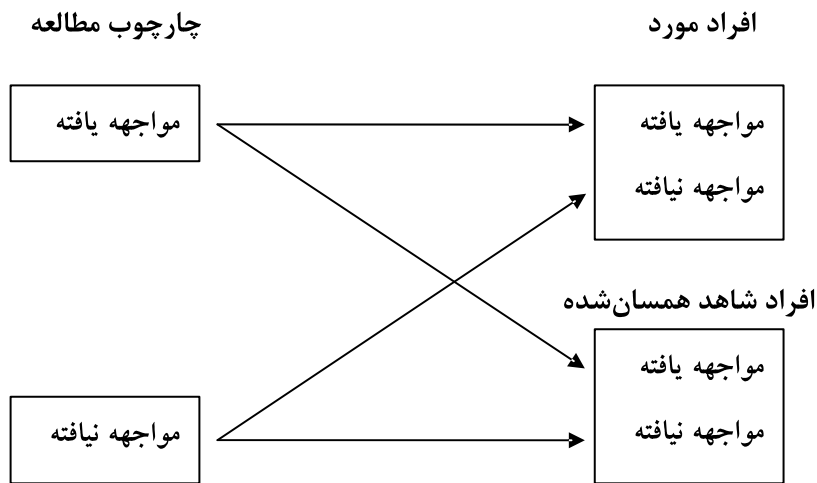 افراد مورد
چارچوب مطالعه
مواجهه یافته
مواجهه نیافته
مواجهه یافته
افراد شاهد همسان‌شده
مواجهه یافته
مواجهه نیافته
مواجهه نیافته